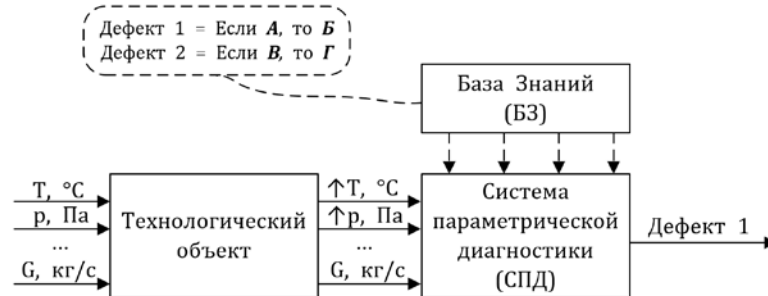 Дефект 1 = Если А, то Б
Дефект 2 = Если В, то Г
База Знаний
(БЗ)
T, °C
p, Па
...
G, кг/с
Технологический
объект
↑T, °C
↑p, Па
...
G, кг/с
Система
параметрической
диагностики
(СПД)
Дефект 1